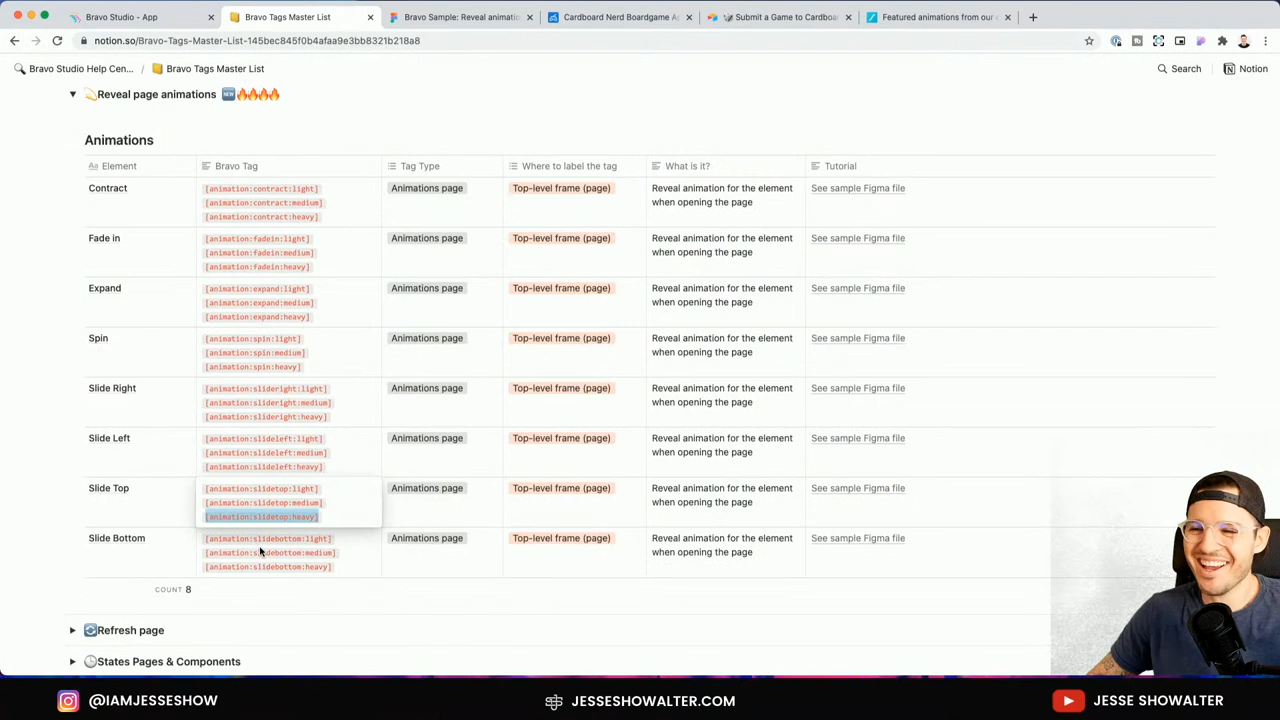 Bravo Studio - App
Bravo Tags Master List
Bravo Sample: Reveal animatio
Cardboard Nerd Boardgame Ap
Submit a Game to Cardboar
Featured animations from our c
notion.so/Bravo-Tags-Master-List-145bec845f0b4afaa9e3bb8321b218a8
Bravo Studio Help Cen... / Bravo Tags Master List
Search
Notion
Reveal page animations NEW
Animations
Aa Element
Bravo Tag
Tag Type
Where to label the tag
What is it?
Tutorial
Contract
[animation:contract:light]
[animation:contract:medium]
[animation:contract:heavy]
Animations page
Top-level frame (page)
Reveal animation for the element
when opening the page
See sample Figma file
Fade in
[animation:fadein:light]
[animation:fadein:medium]
[animation:fadein:heavy]
Animations page
Top-level frame (page)
Reveal animation for the element
when opening the page
See sample Figma file
Expand
[animation:expand:light]
[animation:expand:medium]
[animation:expand:heavy]
Animations page
Top-level frame (page)
Reveal animation for the element
when opening the page
See sample Figma file
Spin
[animation:spin:light]
[animation:spin:medium]
[animation:spin:heavy]
Animations page
Top-level frame (page)
Reveal animation for the element
when opening the page
See sample Figma file
Slide Right
[animation:slideright:light]
[animation:slideright:medium]
[animation:slideright:heavy]
Animations page
Top-level frame (page)
Reveal animation for the element
when opening the page
See sample Figma file
Slide Left
[animation:slideleft:light]
[animation:slideleft:medium]
[animation:slideleft:heavy]
Animations page
Top-level frame (page)
Reveal animation for the element
when opening the page
See sample Figma file
Slide Top
[animation:slidetop:light]
[animation:slidetop:medium]
[animation:slidetop:heavy]
Animations page
Top-level frame (page)
Reveal animation for the element
when opening the page
See sample Figma file
Slide Bottom
[animation:slidebottom:light]
[animation:slidebottom:medium]
[animation:slidebottom:heavy]
Animations page
Top-level frame (page)
Reveal animation for the element
when opening the page
See sample Figma file
COUNT 8
Refresh page
States Pages & Components
@IAMJESSESHOW
JESSESHOWALTER.COM
JESSE SHOWALTER